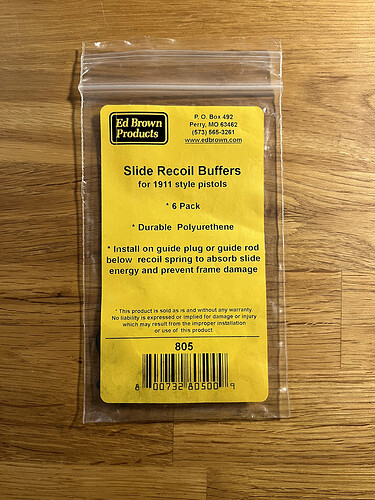 Ed Brown
Products
P. O. Box 492
Perry, MO 63462
(573) 565-3261
www.edbrown.com
Slide Recoil Buffers
for 1911 style pistols
* 6 Pack
* Durable Polyurethene
* Install on guide plug or guide rod
below recoil spring to absorb slide
energy and prevent frame damage
* This product is sold as is and without any warranty.
No liability is expressed or implied for damage or injury
which may result from the improper installation
or use of this product.
805
8 00732 80500 9